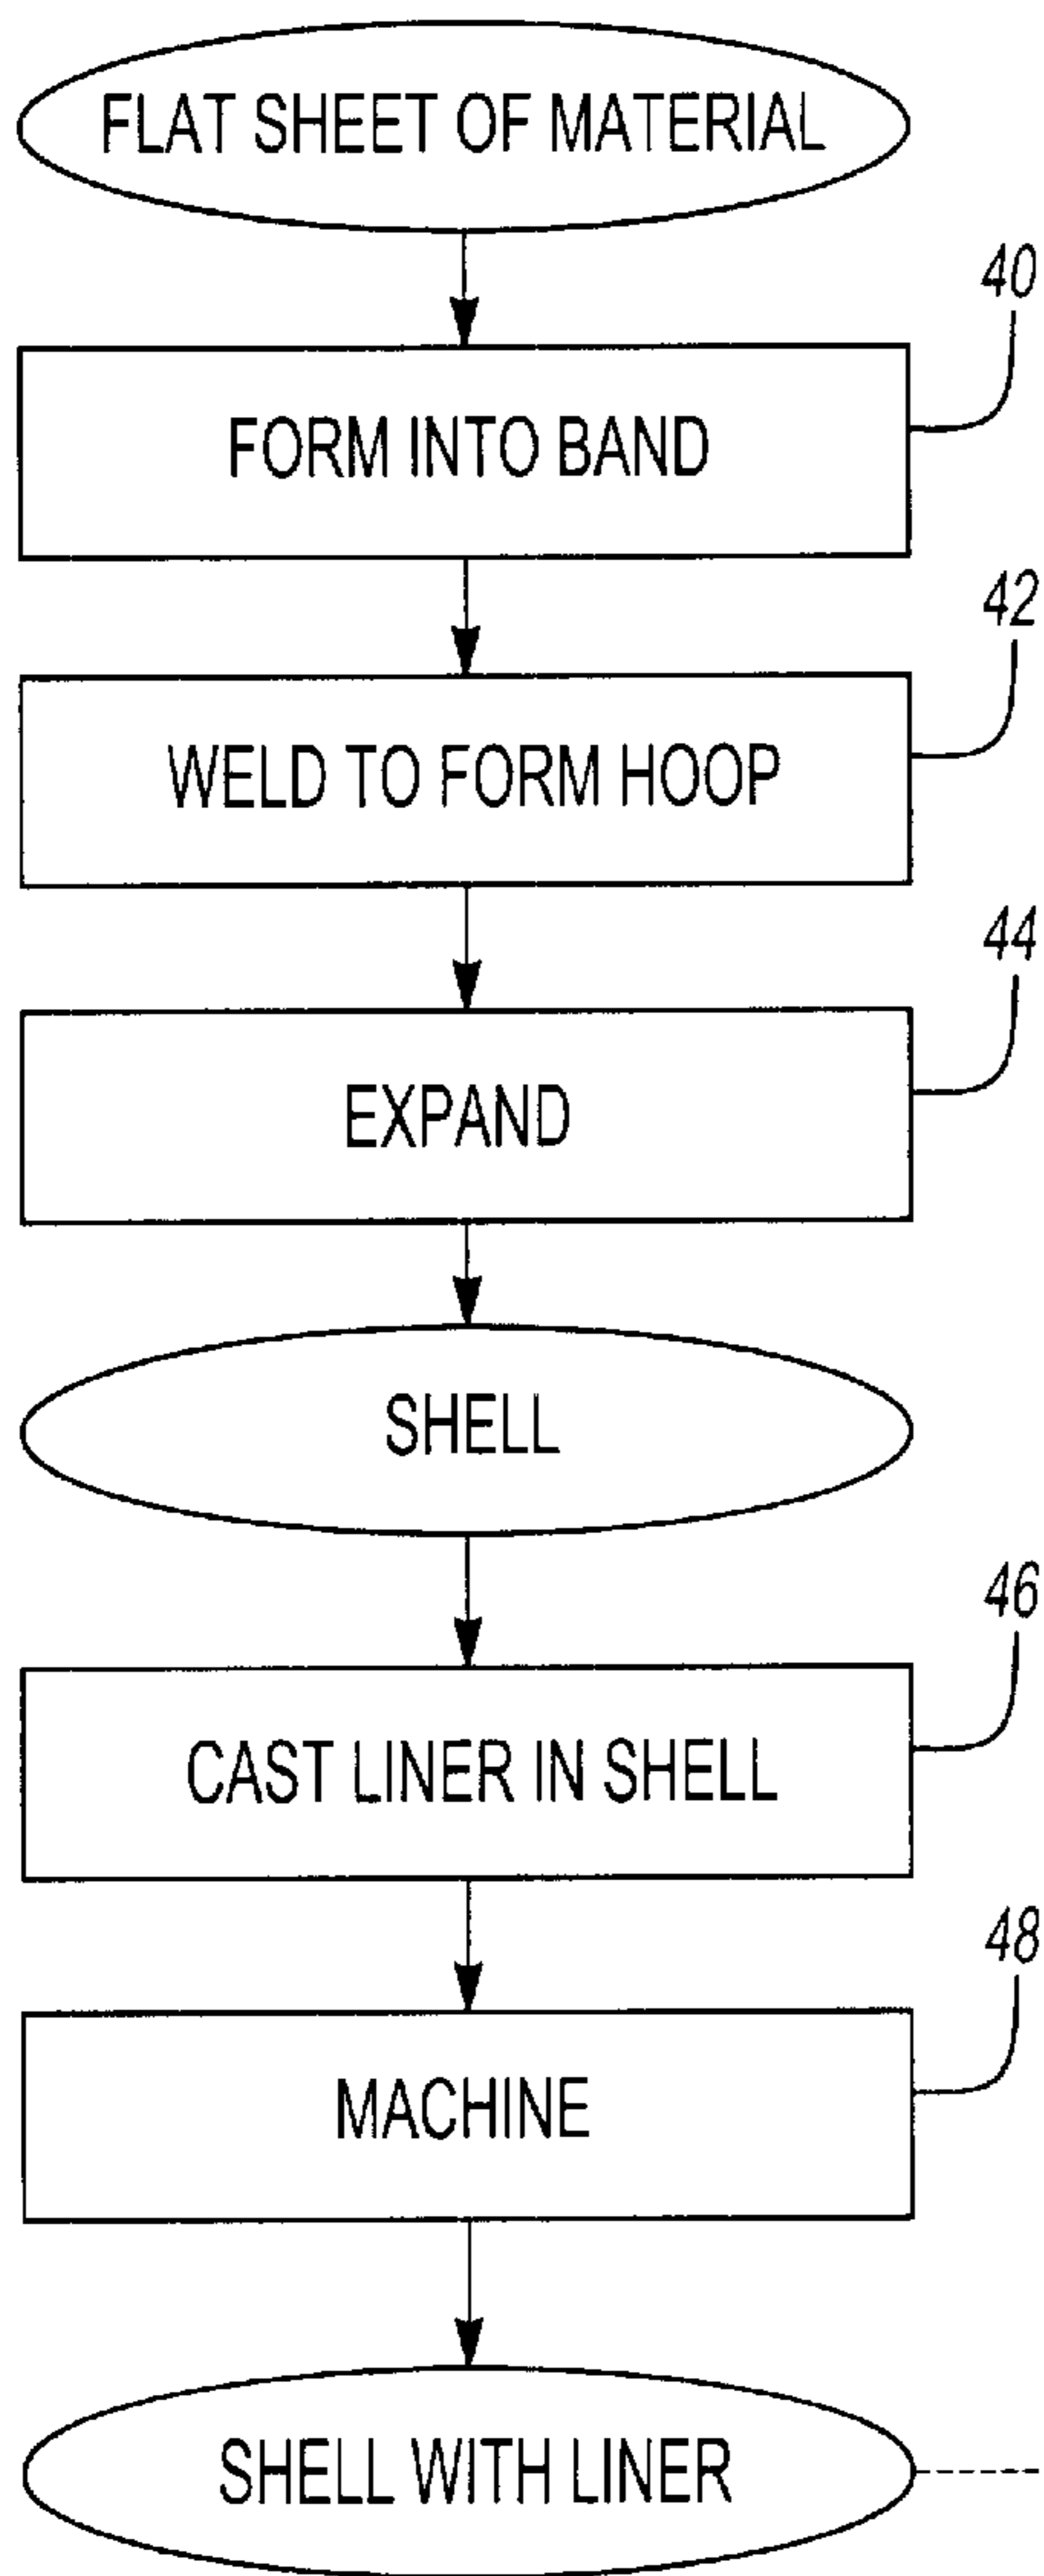 FLAT SHEET OF MATERIAL
40
FORM INTO BAND
42
WELD TO FORM HOOP
44
EXPAND
SHELL
46
CAST LINER IN SHELL
48
MACHINE
SHELL WITH LINER